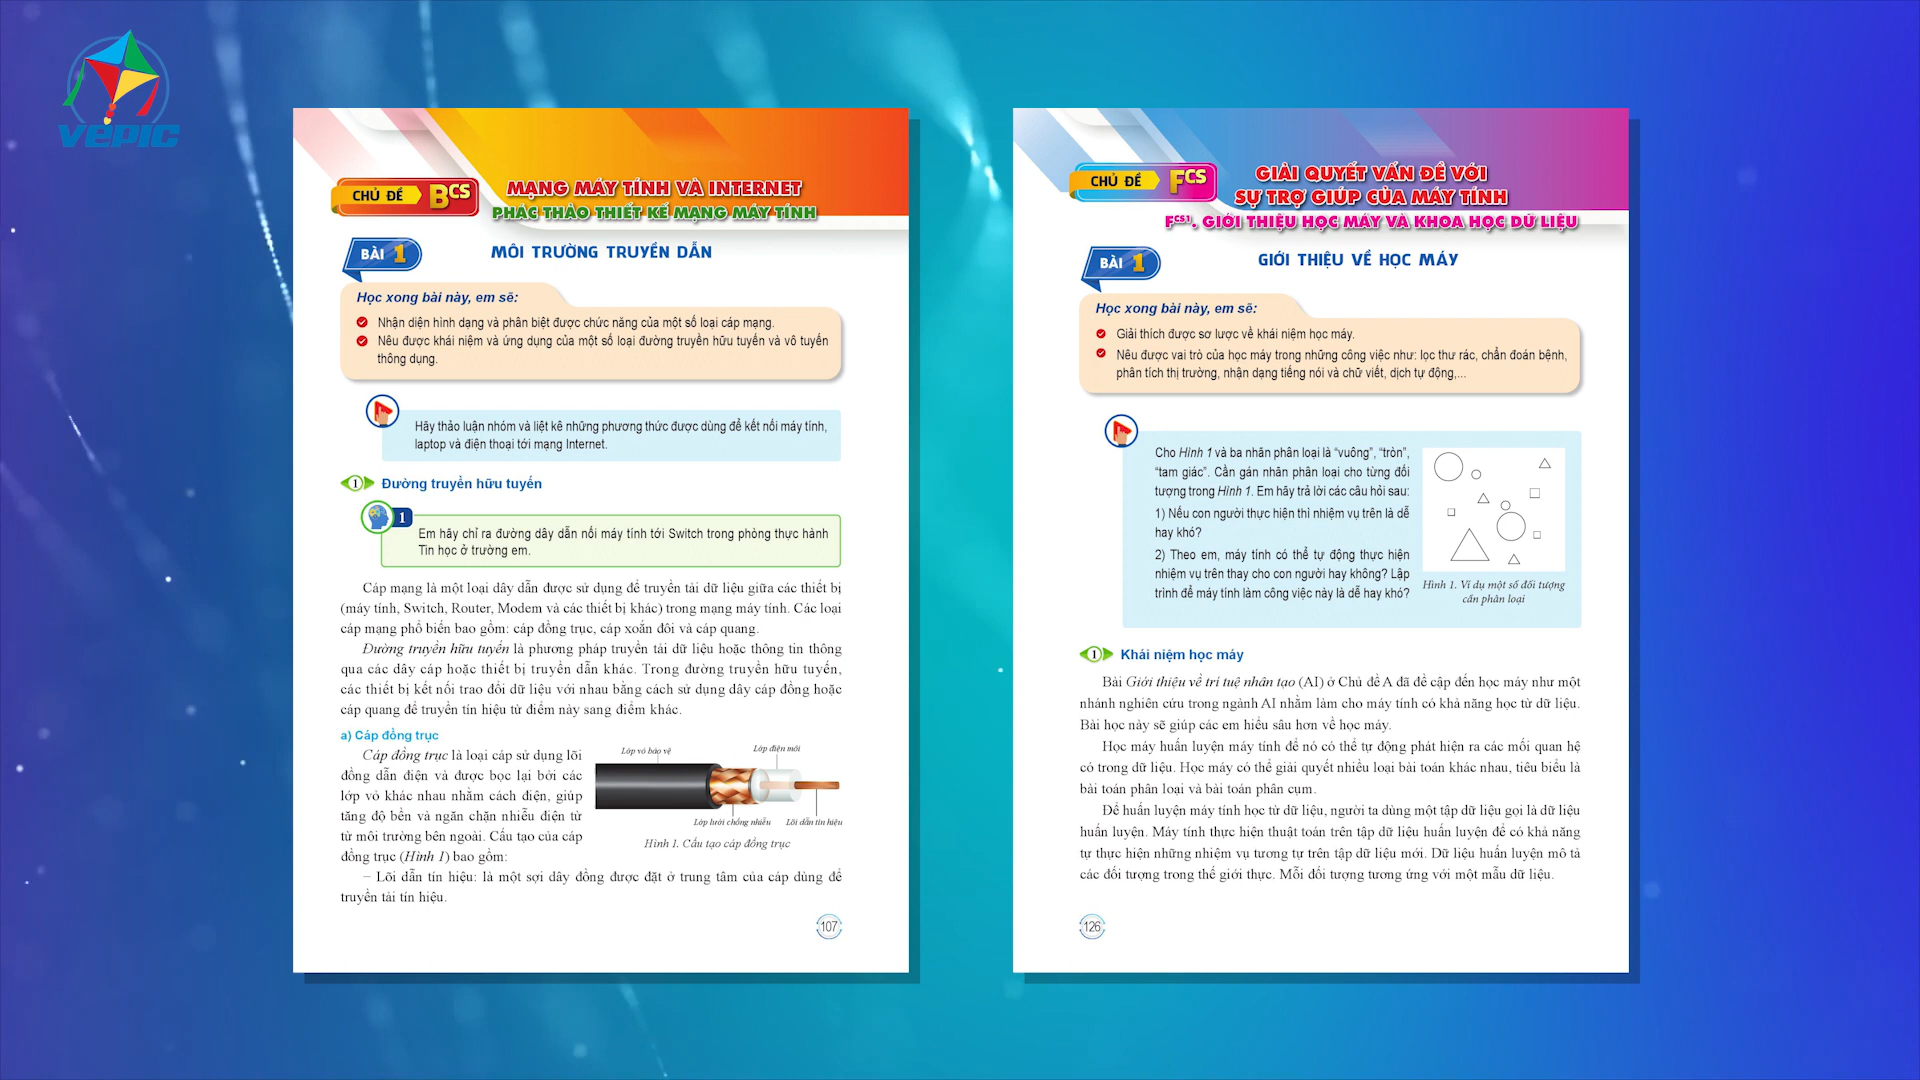 vepic
CHỦ ĐỀ BCS
MẠNG MÁY TÍNH VÀ INTERNET
PHÁC THẢO THIẾT KẾ MẠNG MÁY TÍNH
BÀI 1
MÔI TRƯỜNG TRUYỀN DẪN
Học xong bài này, em sẽ:
Nhận diện hình dạng và phân biệt được chức năng của một số loại cáp mạng.
Nêu được khái niệm và ứng dụng của một số loại đường truyền hữu tuyến và vô tuyến
thông dụng.
Hãy thảo luận nhóm và liệt kê những phương thức được dùng để kết nối máy tính,
laptop và điện thoại tới mạng Internet.
1 Đường truyền hữu tuyến
1
Em hãy chỉ ra đường dây dẫn nối máy tính tới Switch trong phòng thực hành
Tin học ở trường em.
Cáp mạng là một loại dây dẫn được sử dụng để truyền tải dữ liệu giữa các thiết bị
(máy tính, Switch, Router, Modem và các thiết bị khác) trong mạng máy tính. Các loại
cáp mạng phổ biến bao gồm: cáp đồng trục, cáp xoắn đôi và cáp quang.
Đường truyền hữu tuyến là phương pháp truyền tải dữ liệu hoặc thông tin thông
qua các dây cáp hoặc thiết bị truyền dẫn khác. Trong đường truyền hữu tuyến,
các thiết bị kết nối trao đổi dữ liệu với nhau bằng cách sử dụng dây cáp đồng hoặc
cáp quang để truyền tín hiệu từ điểm này sang điểm khác.
a) Cáp đồng trục
Cáp đồng trục là loại cáp sử dụng lõi
đồng dẫn điện và được bọc lại bởi các
lớp vỏ khác nhau nhằm cách điện, giúp
tăng độ bền và ngăn chặn nhiễu điện từ
từ môi trường bên ngoài. Cấu tạo của cáp
đồng trục (Hình 1) bao gồm:
Lớp vỏ bảo vệ
Lớp điện môi
Lớp lưới chống nhiễu
Lõi dẫn tín hiệu
Hình 1. Cấu tạo cáp đồng trục
– Lõi dẫn tín hiệu: là một sợi dây đồng được đặt ở trung tâm của cáp dùng để
truyền tải tín hiệu.
107
CHỦ ĐỀ FCS
GIẢI QUYẾT VẤN ĐỀ VỚI
SỰ TRỢ GIÚP CỦA MÁY TÍNH
FCS1. GIỚI THIỆU HỌC MÁY VÀ KHOA HỌC DỮ LIỆU
BÀI 1
GIỚI THIỆU VỀ HỌC MÁY
Học xong bài này, em sẽ:
Giải thích được sơ lược về khái niệm học máy.
Nêu được vai trò của học máy trong những công việc như: lọc thư rác, chẩn đoán bệnh,
phân tích thị trường, nhận dạng tiếng nói và chữ viết, dịch tự động,...
Cho Hình 1 và ba nhãn phân loại là “vuông”, “tròn”,
“tam giác”. Cần gán nhãn phân loại cho từng đối
tượng trong Hình 1. Em hãy trả lời các câu hỏi sau:
1) Nếu con người thực hiện thì nhiệm vụ trên là dễ
hay khó?
2) Theo em, máy tính có thể tự động thực hiện
nhiệm vụ trên thay cho con người hay không? Lập
trình để máy tính làm công việc này là dễ hay khó?
Hình 1. Ví dụ một số đối tượng
cần phân loại
1 Khái niệm học máy
Bài Giới thiệu về trí tuệ nhân tạo (AI) ở Chủ đề A đã đề cập đến học máy như một
nhánh nghiên cứu trong ngành AI nhằm làm cho máy tính có khả năng học từ dữ liệu.
Bài học này sẽ giúp các em hiểu sâu hơn về học máy.
Học máy huấn luyện máy tính để nó có thể tự động phát hiện ra các mối quan hệ
có trong dữ liệu. Học máy có thể giải quyết nhiều loại bài toán khác nhau, tiêu biểu là
bài toán phân loại và bài toán phân cụm.
Để huấn luyện máy tính học từ dữ liệu, người ta dùng một tập dữ liệu gọi là dữ liệu
huấn luyện. Máy tính thực hiện thuật toán trên tập dữ liệu huấn luyện để có khả năng
tự thực hiện những nhiệm vụ tương tự trên tập dữ liệu mới. Dữ liệu huấn luyện mô tả
các đối tượng trong thế giới thực. Mỗi đối tượng tương ứng với một mẫu dữ liệu.
126